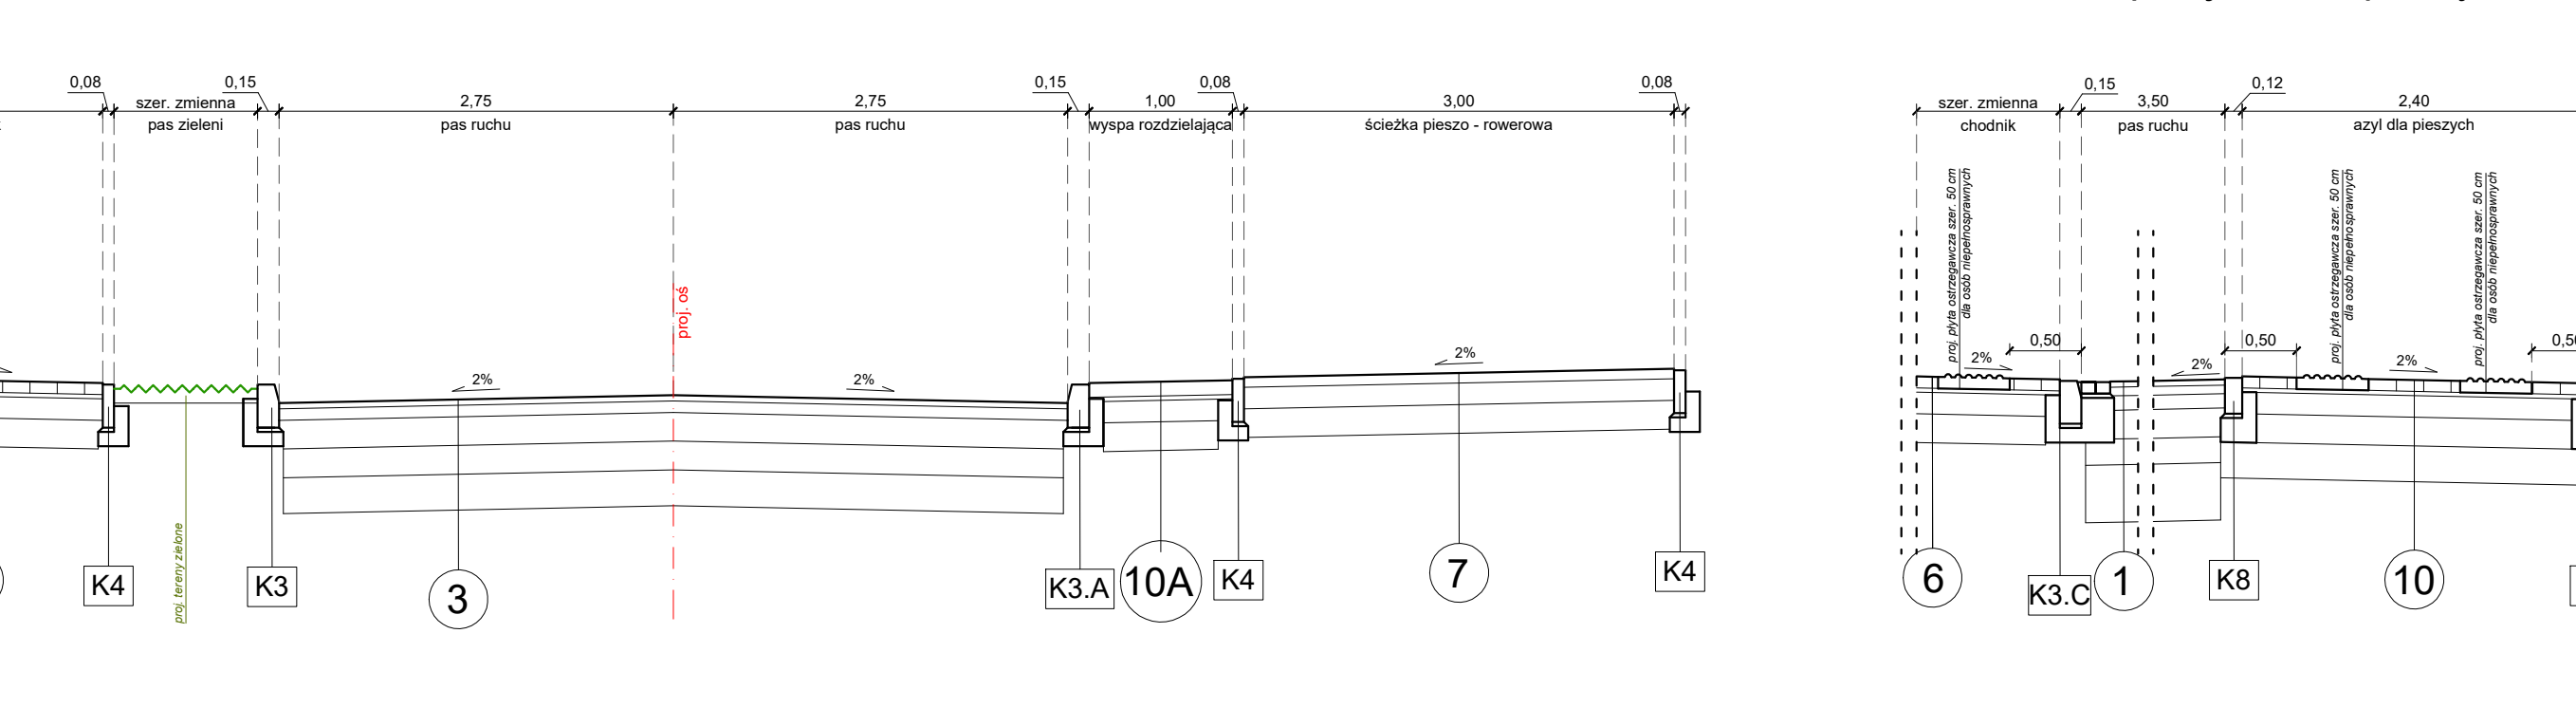 0,08
szer. zmienna
pas zieleni
0,15
2,75
pas ruchu
2,75
pas ruchu
0,15
1,00
wyspa rozdzielająca
0,08
3,00
ścieżka pieszo - rowerowa
0,08
proj. oś
2%
2%
2%
proj. tereny zielone
K4
K3
3
K3.A
10A
K4
7
K4
szer. zmienna
chodnik
0,15
3,50
pas ruchu
0,12
2,40
azyl dla pieszych
proj. płyta ostrzegawcza szer. 50 cm
dla osób niepełnosprawnych
proj. płyta ostrzegawcza szer. 50 cm
dla osób niepełnosprawnych
proj. płyta ostrzegawcza szer. 50 cm
dla osób niepełnosprawnych
0,50
0,50
2%
2%
2%
6
K3.C
1
K8
10